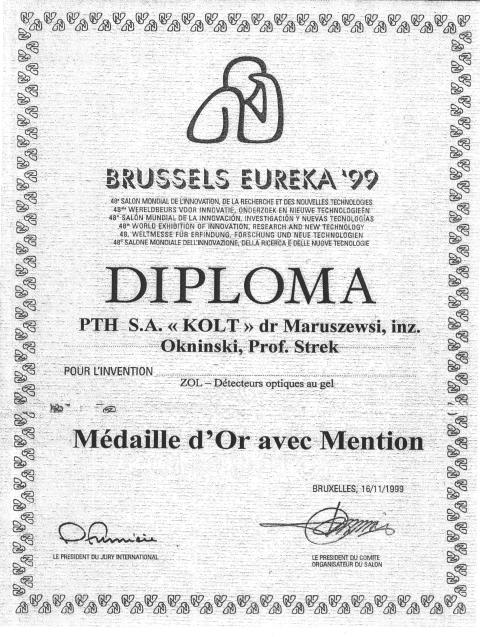 BRUSSELS EUREKA '99
48e SALON MONDIAL DE L'INNOVATION, DE LA RECHERCHE ET DES NOUVELLES TECHNOLOGIES
48ste WERELDBEURS VOOR INNOVATIE, ONDERZOEK EN NIEUWE TECHNOLOGIEËN
48° SALÓN MUNDIAL DE LA INNOVACIÓN, INVESTIGACIÓN Y NUEVAS TECNOLOGÍAS
48th WORLD EXHIBITION OF INNOVATION, RESEARCH AND NEW TECHNOLOGY
48. WELTMESSE FÜR ERFINDUNG, FORSCHUNG UND NEUE TECHNOLOGIEN
48° SALONE MONDIALE DELL'INNOVAZIONE, DELLA RICERCA E DELLE NUOVE TECNOLOGIE
DIPLOMA
PTH S.A. « KOLT » dr Maruszewsi, inz.
Okninski, Prof. Strek
POUR L'INVENTION
ZOL – Détecteurs optiques au gel
Médaille d'Or avec Mention
BRUXELLES, 16/11/1999
LE PRESIDENT DU JURY INTERNATIONAL
LE PRESIDENT DU COMITE
ORGANISATEUR DU SALON